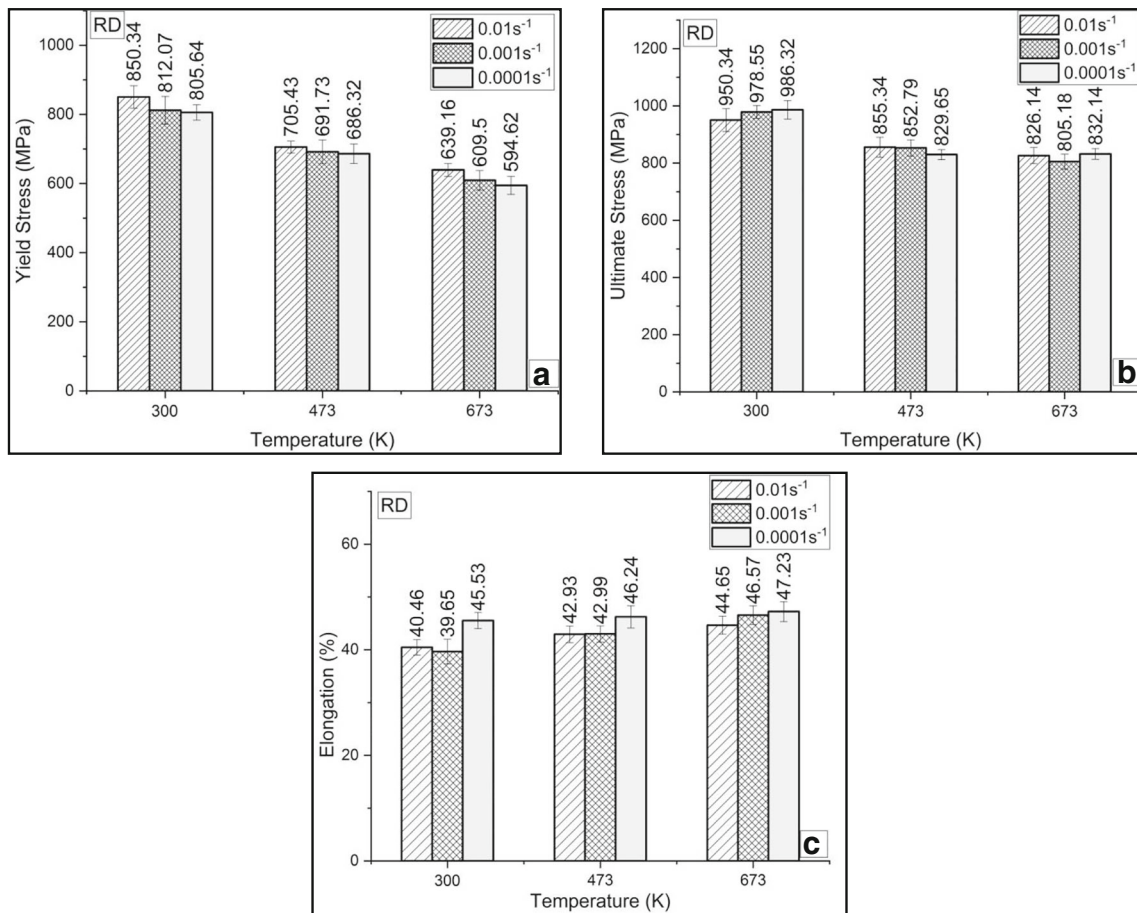 RD
0.01s⁻¹
0.001s⁻¹
0.0001s⁻¹
850.34
812.07
805.64
705.43
691.73
686.32
639.16
609.5
594.62
1000
800
600
400
200
0
Yield Stress (MPa)
300 473 673
Temperature (K)
a
RD
0.01s⁻¹
0.001s⁻¹
0.0001s⁻¹
950.34
978.55
986.32
855.34
852.79
829.65
826.14
805.18
832.14
1200
1000
800
600
400
200
0
Ultimate Stress (MPa)
300 473 673
Temperature (K)
b
RD
0.01s⁻¹
0.001s⁻¹
0.0001s⁻¹
40.46
39.65
45.53
42.93
42.99
46.24
44.65
46.57
47.23
60
40
20
0
Elongation (%)
300 473 673
Temperature (K)
c